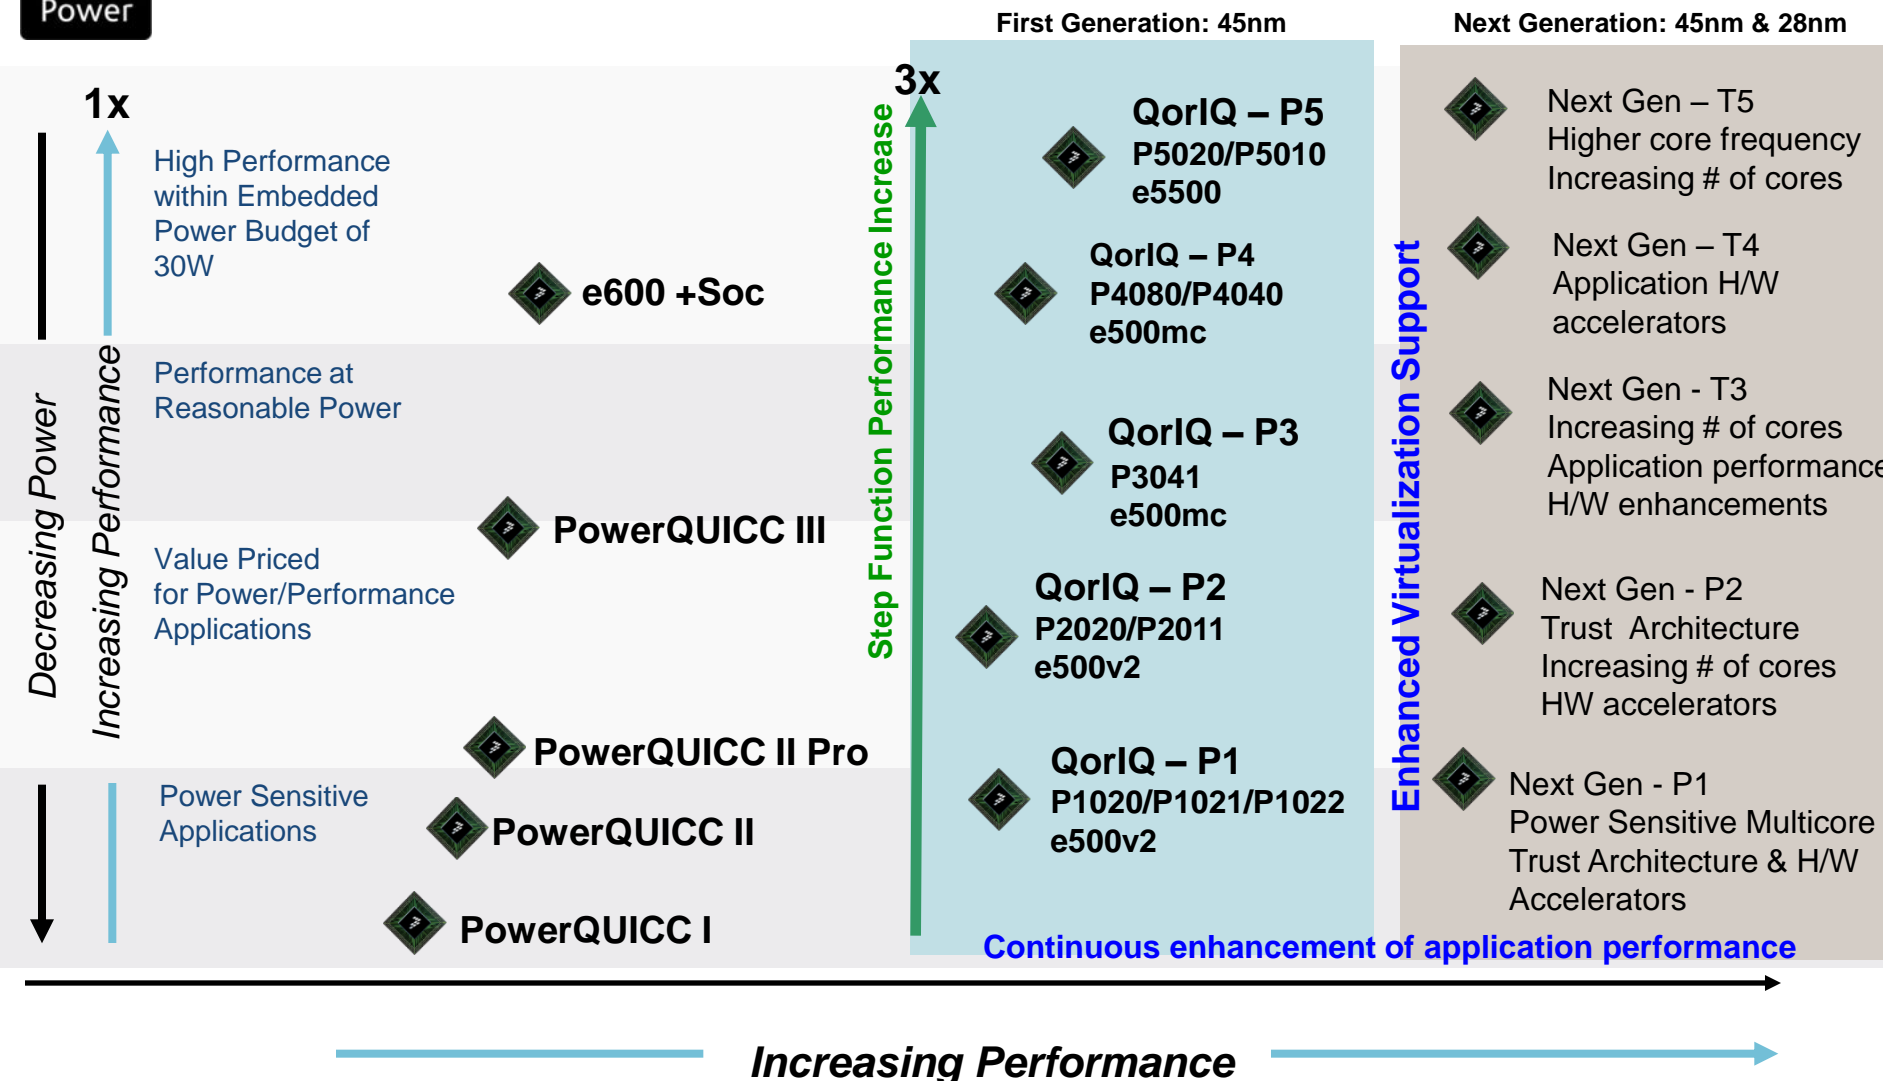 Power
First Generation: 45nm
Next Generation: 45nm & 28nm
1x
Decreasing Power
Increasing Performance
High Performance
within Embedded
Power Budget of
30W
Performance at
Reasonable Power
Value Priced
for Power/Performance
Applications
Power Sensitive
Applications
e600 +Soc
PowerQUICC III
PowerQUICC II Pro
PowerQUICC II
PowerQUICC I
3x
Step Function Performance Increase
QorIQ – P5
P5020/P5010
e5500
QorIQ – P4
P4080/P4040
e500mc
QorIQ – P3
P3041
e500mc
QorIQ – P2
P2020/P2011
e500v2
QorIQ – P1
P1020/P1021/P1022
e500v2
Enhanced Virtualization Support
Next Gen – T5
Higher core frequency
Increasing # of cores
Next Gen – T4
Application H/W
accelerators
Next Gen - T3
Increasing # of cores
Application performance
H/W enhancements
Next Gen - P2
Trust Architecture
Increasing # of cores
HW accelerators
Next Gen - P1
Power Sensitive Multicore
Trust Architecture & H/W
Accelerators
Continuous enhancement of application performance
Increasing Performance